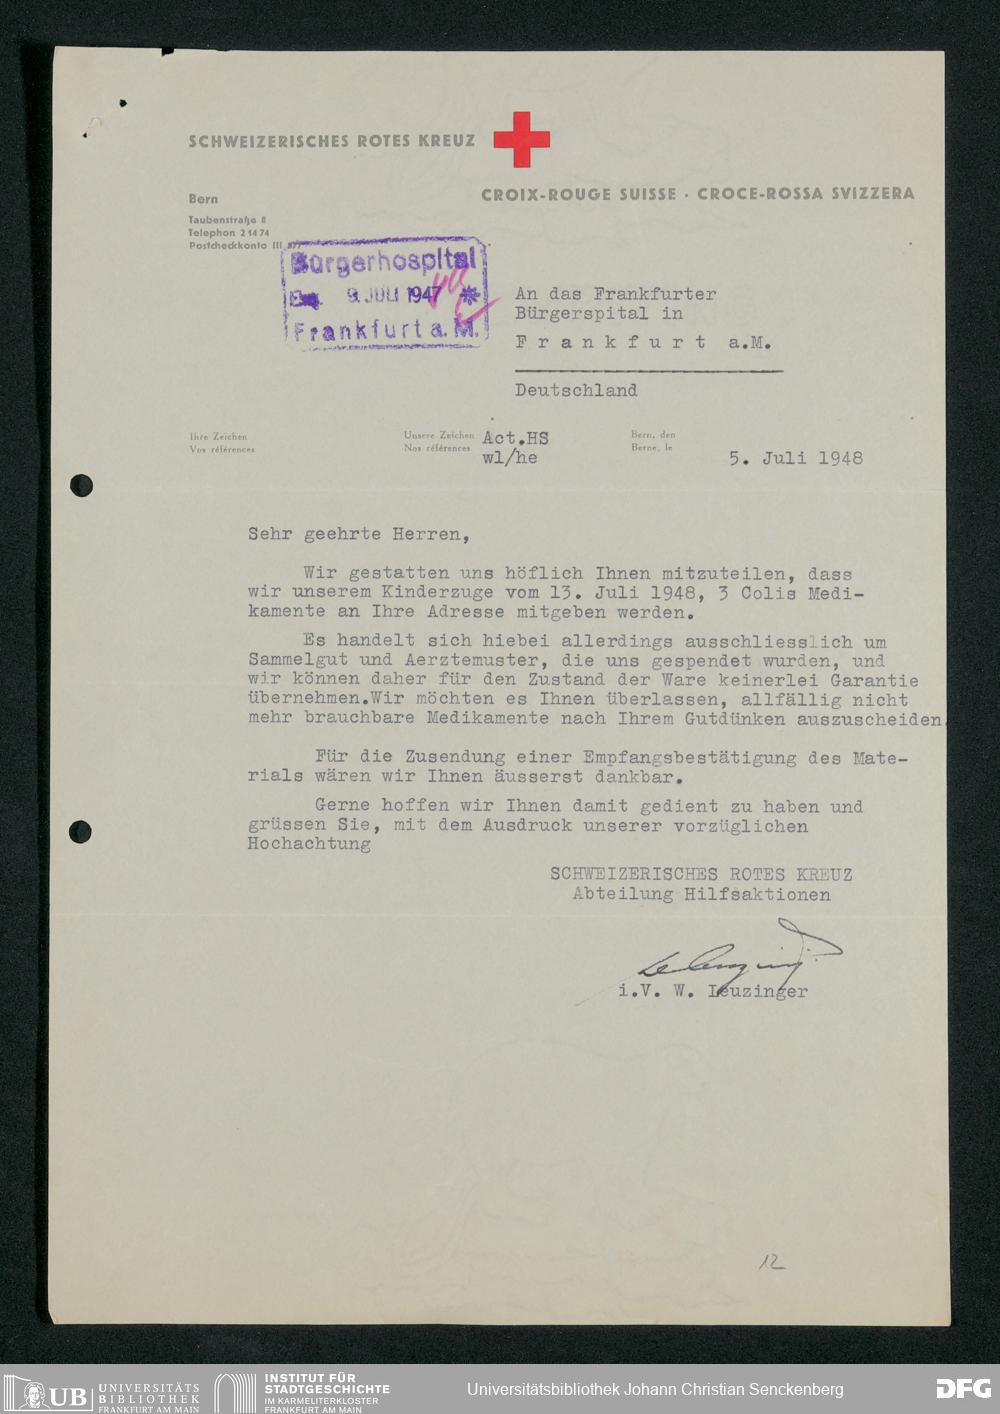 SCHWEIZERISCHES ROTES KREUZ
CROIX-ROUGE SUISSE · CROCE-ROSSA SVIZZERA
Bern
Taubenstraße 8
Telephon 2 14 74
Postcheckkonto III 877
Bürgerhospital
Eing. 9. JULI 1947
Frankfurt a. M.
An das Frankfurter
Bürgerspital in
F r a n k f u r t a.M.
Deutschland
Ihre Zeichen
Vos références
Unsere Zeichen Act.HS
Nos références wl/he
Bern, den
Berne, le 5. Juli 1948
Sehr geehrte Herren,
Wir gestatten uns höflich Ihnen mitzuteilen, dass
wir unserem Kinderzuge vom 13. Juli 1948, 3 Colis Medi-
kamente an Ihre Adresse mitgeben werden.
Es handelt sich hiebei allerdings ausschliesslich um
Sammelgut und Aerztemuster, die uns gespendet wurden, und
wir können daher für den Zustand der Ware keinerlei Garantie
übernehmen.Wir möchten es Ihnen überlassen, allfällig nicht
mehr brauchbare Medikamente nach Ihrem Gutdünken auszuscheiden.
Für die Zusendung einer Empfangsbestätigung des Mate-
rials wären wir Ihnen äusserst dankbar.
Gerne hoffen wir Ihnen damit gedient zu haben und
grüssen Sie, mit dem Ausdruck unserer vorzüglichen
Hochachtung
SCHWEIZERISCHES ROTES KREUZ
Abteilung Hilfsaktionen
i.V. W. Leuzinger
12
UB UNIVERSITÄTS
BIBLIOTHEK
FRANKFURT AM MAIN
INSTITUT FÜR
STADTGESCHICHTE
IM KARMELITERKLOSTER
FRANKFURT AM MAIN
Universitätsbibliothek Johann Christian Senckenberg
DFG